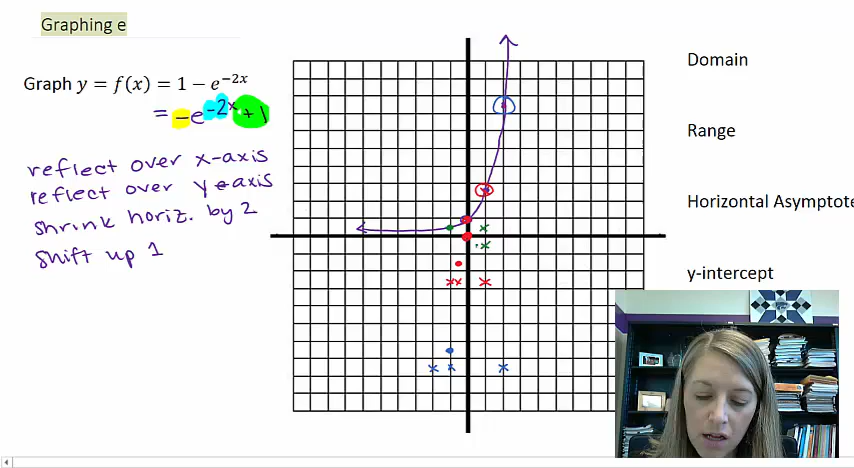 Graphing e
Graph y = f(x) = 1 − e^{−2x}
= −e^{−2x} + 1
reflect over x-axis
reflect over y-axis
shrink horiz. by 2
shift up 1
Domain
Range
Horizontal Asymptote
y-intercept